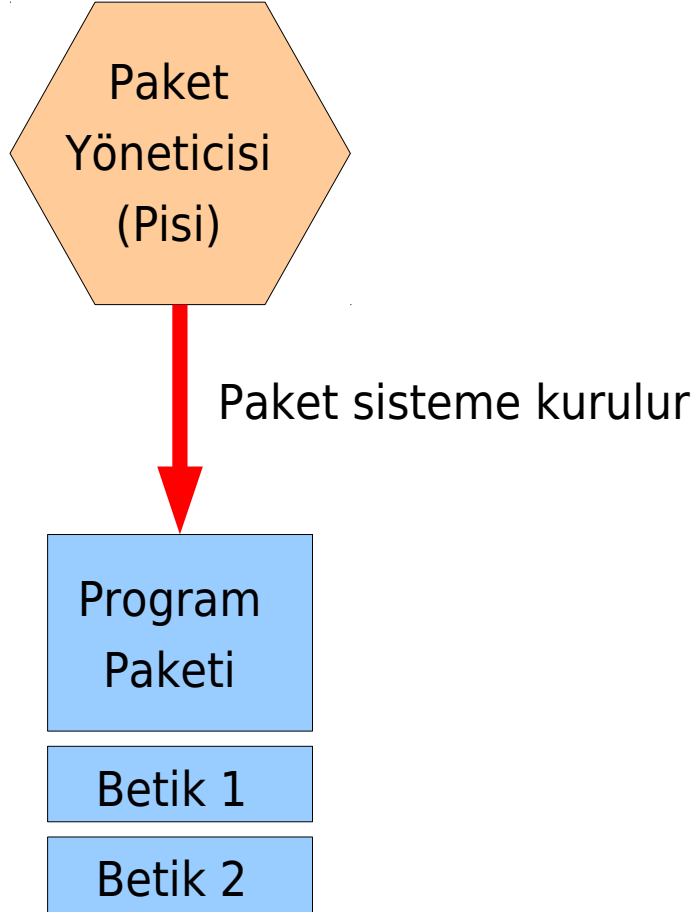 Paket
Yöneticisi
(Pisi)
Paket sisteme kurulur
Program
Paketi
Betik 1
Betik 2